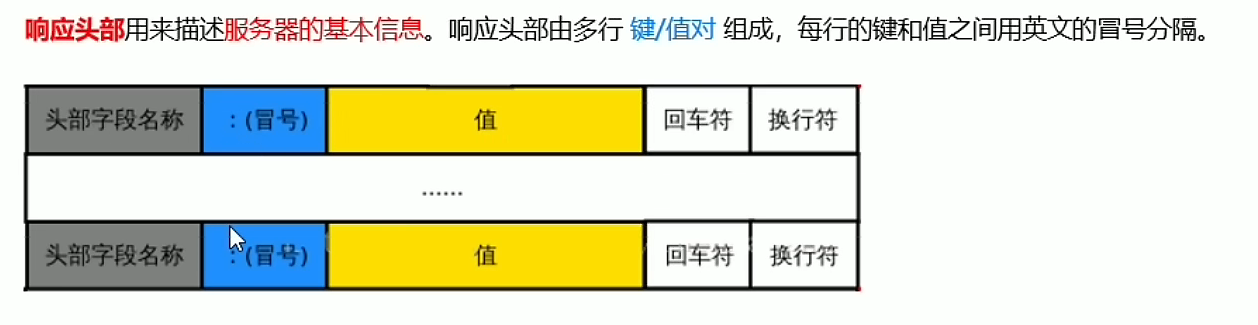 响应头部用来描述服务器的基本信息。响应头部由多行 键/值对 组成，每行的键和值之间用英文的冒号分隔。
头部字段名称 : (冒号) 值 回车符 换行符
......
头部字段名称 : (冒号) 值 回车符 换行符